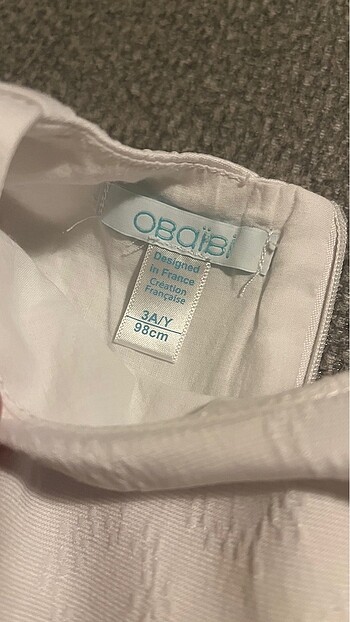 OBaïBi
Designed
in France
Création
Française
3A/Y
98cm